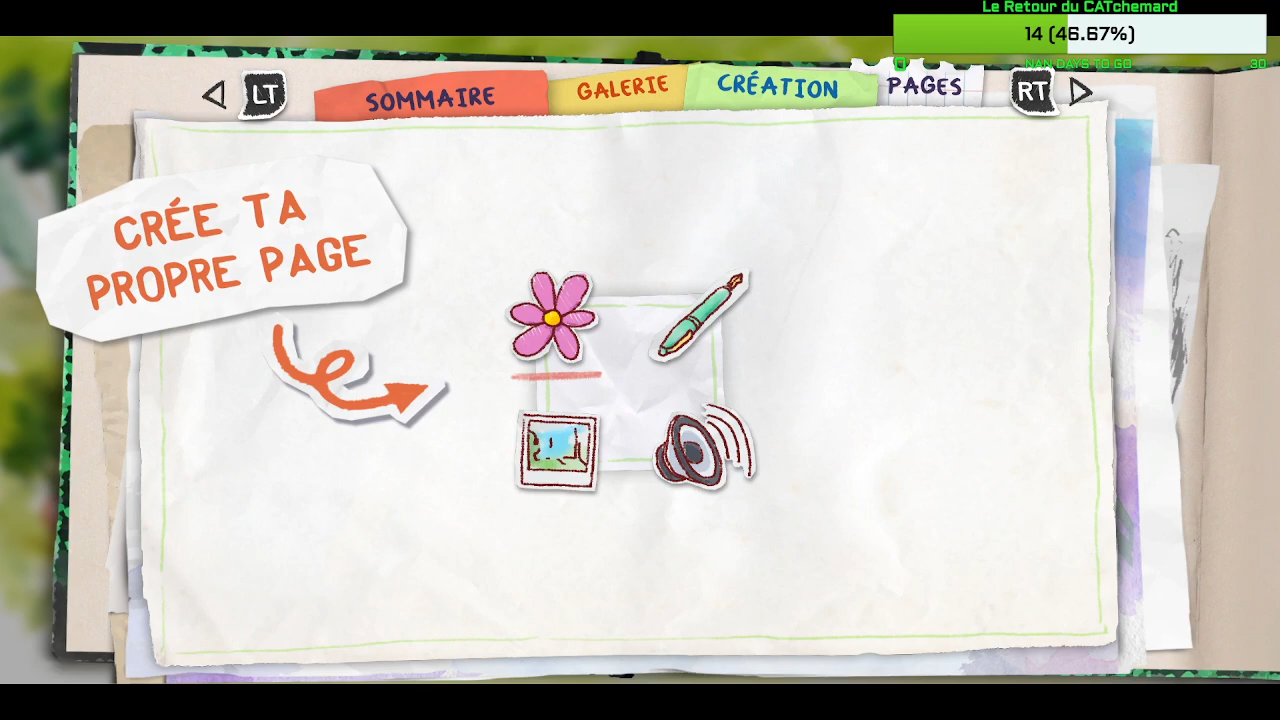 Le Retour du CATchemard
14 (46.67%)
0 NAN DAYS TO GO 30
LT SOMMAIRE GALERIE CRÉATION PAGES RT
CRÉE TA
PROPRE PAGE